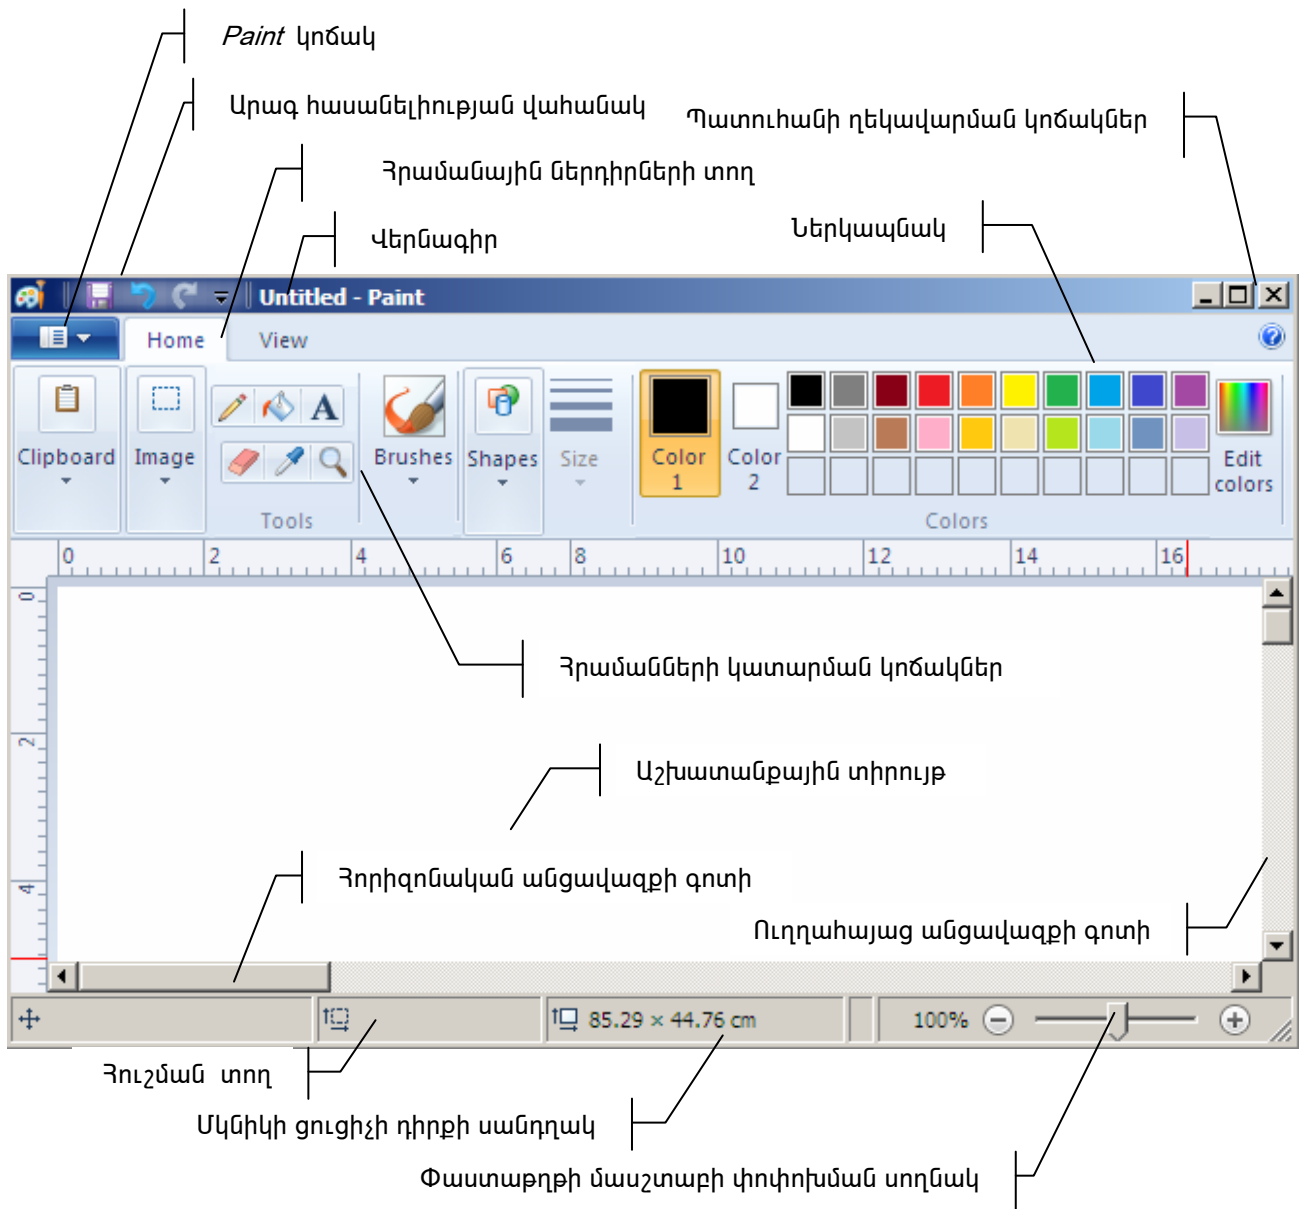 Paint կոճակ
Արագ հասանելիության վահանակ
Պատուհանի ղեկավարման կոճակներ
Հրամանային ներդիրների տող
Ներկապնակ
Վերնագիր
Untitled - Paint
Home View
Clipboard Image Tools Brushes Shapes Size Color 1 Color 2 Colors Edit colors
0 2 4 6 8 10 12 14 16
0
2
4
Հրամանների կատարման կոճակներ
Աշխատանքային տիրույթ
Հորիզոնական անցավազքի գոտի
Ուղղահայաց անցավազքի գոտի
85.29 × 44.76 cm 100%
Հուշման տող
Մկնիկի ցուցիչի դիրքի սանդղակ
Փաստաթղթի մասշտաբի փոփոխման սողնակ